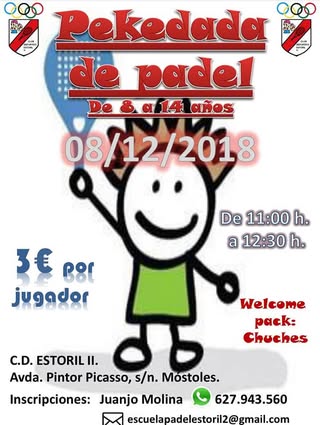 Pekedada
de padel
De 8 a 14 años
08/12/2018
De 11:00 h.
a 12:30 h.
3€ por
jugador
Welcome
pack:
Chuches
C.D. ESTORIL II.
Avda. Pintor Picasso, s/n. Móstoles.
Inscripciones: Juanjo Molina 627.943.560
escuelapadelestoril2@gmail.com